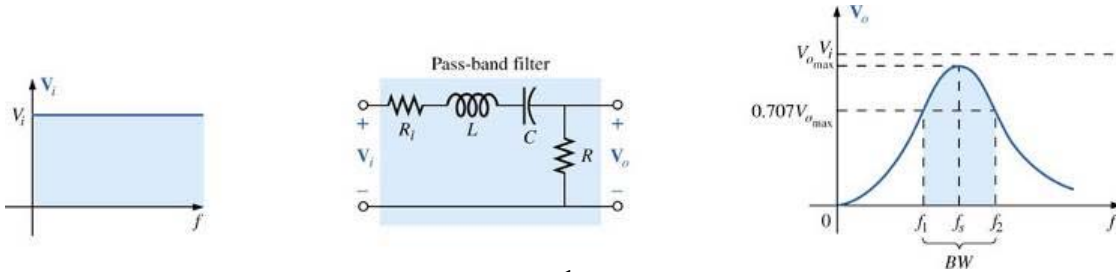 V_i
V_i
f
Pass-band filter
R_l
L
C
+
V_i
−
R
+
V_o
−
V_o
V_i
V_o_max
0.707V_o_max
0
f_1
f_s
f_2
f
BW